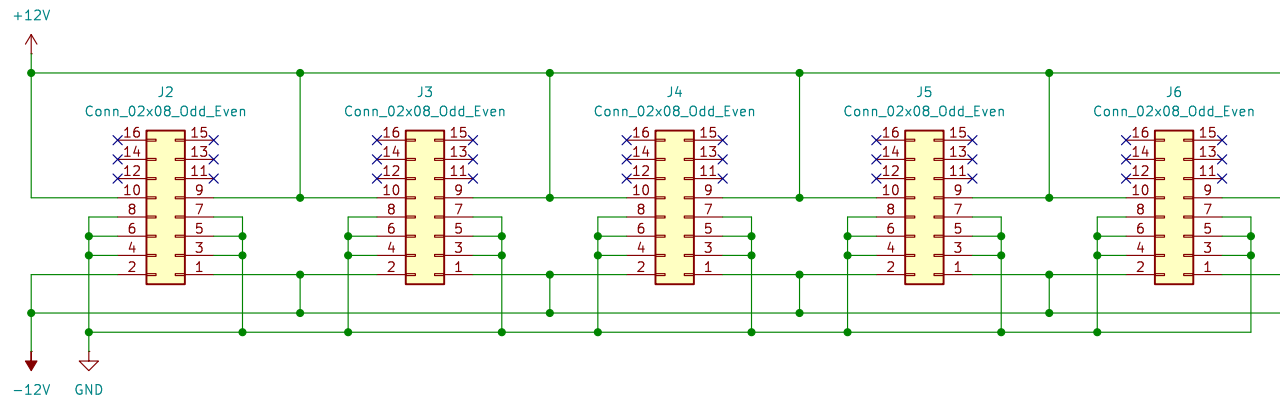 +12V
J2 J3 J4 J5 J6
Conn_02x08_Odd_Even Conn_02x08_Odd_Even Conn_02x08_Odd_Even Conn_02x08_Odd_Even Conn_02x08_Odd_Even
16 15 16 15 16 15 16 15 16 15
14 13 14 13 14 13 14 13 14 13
12 11 12 11 12 11 12 11 12 11
10 9 10 9 10 9 10 9 10 9
8 7 8 7 8 7 8 7 8 7
6 5 6 5 6 5 6 5 6 5
4 3 4 3 4 3 4 3 4 3
2 1 2 1 2 1 2 1 2 1
-12V GND